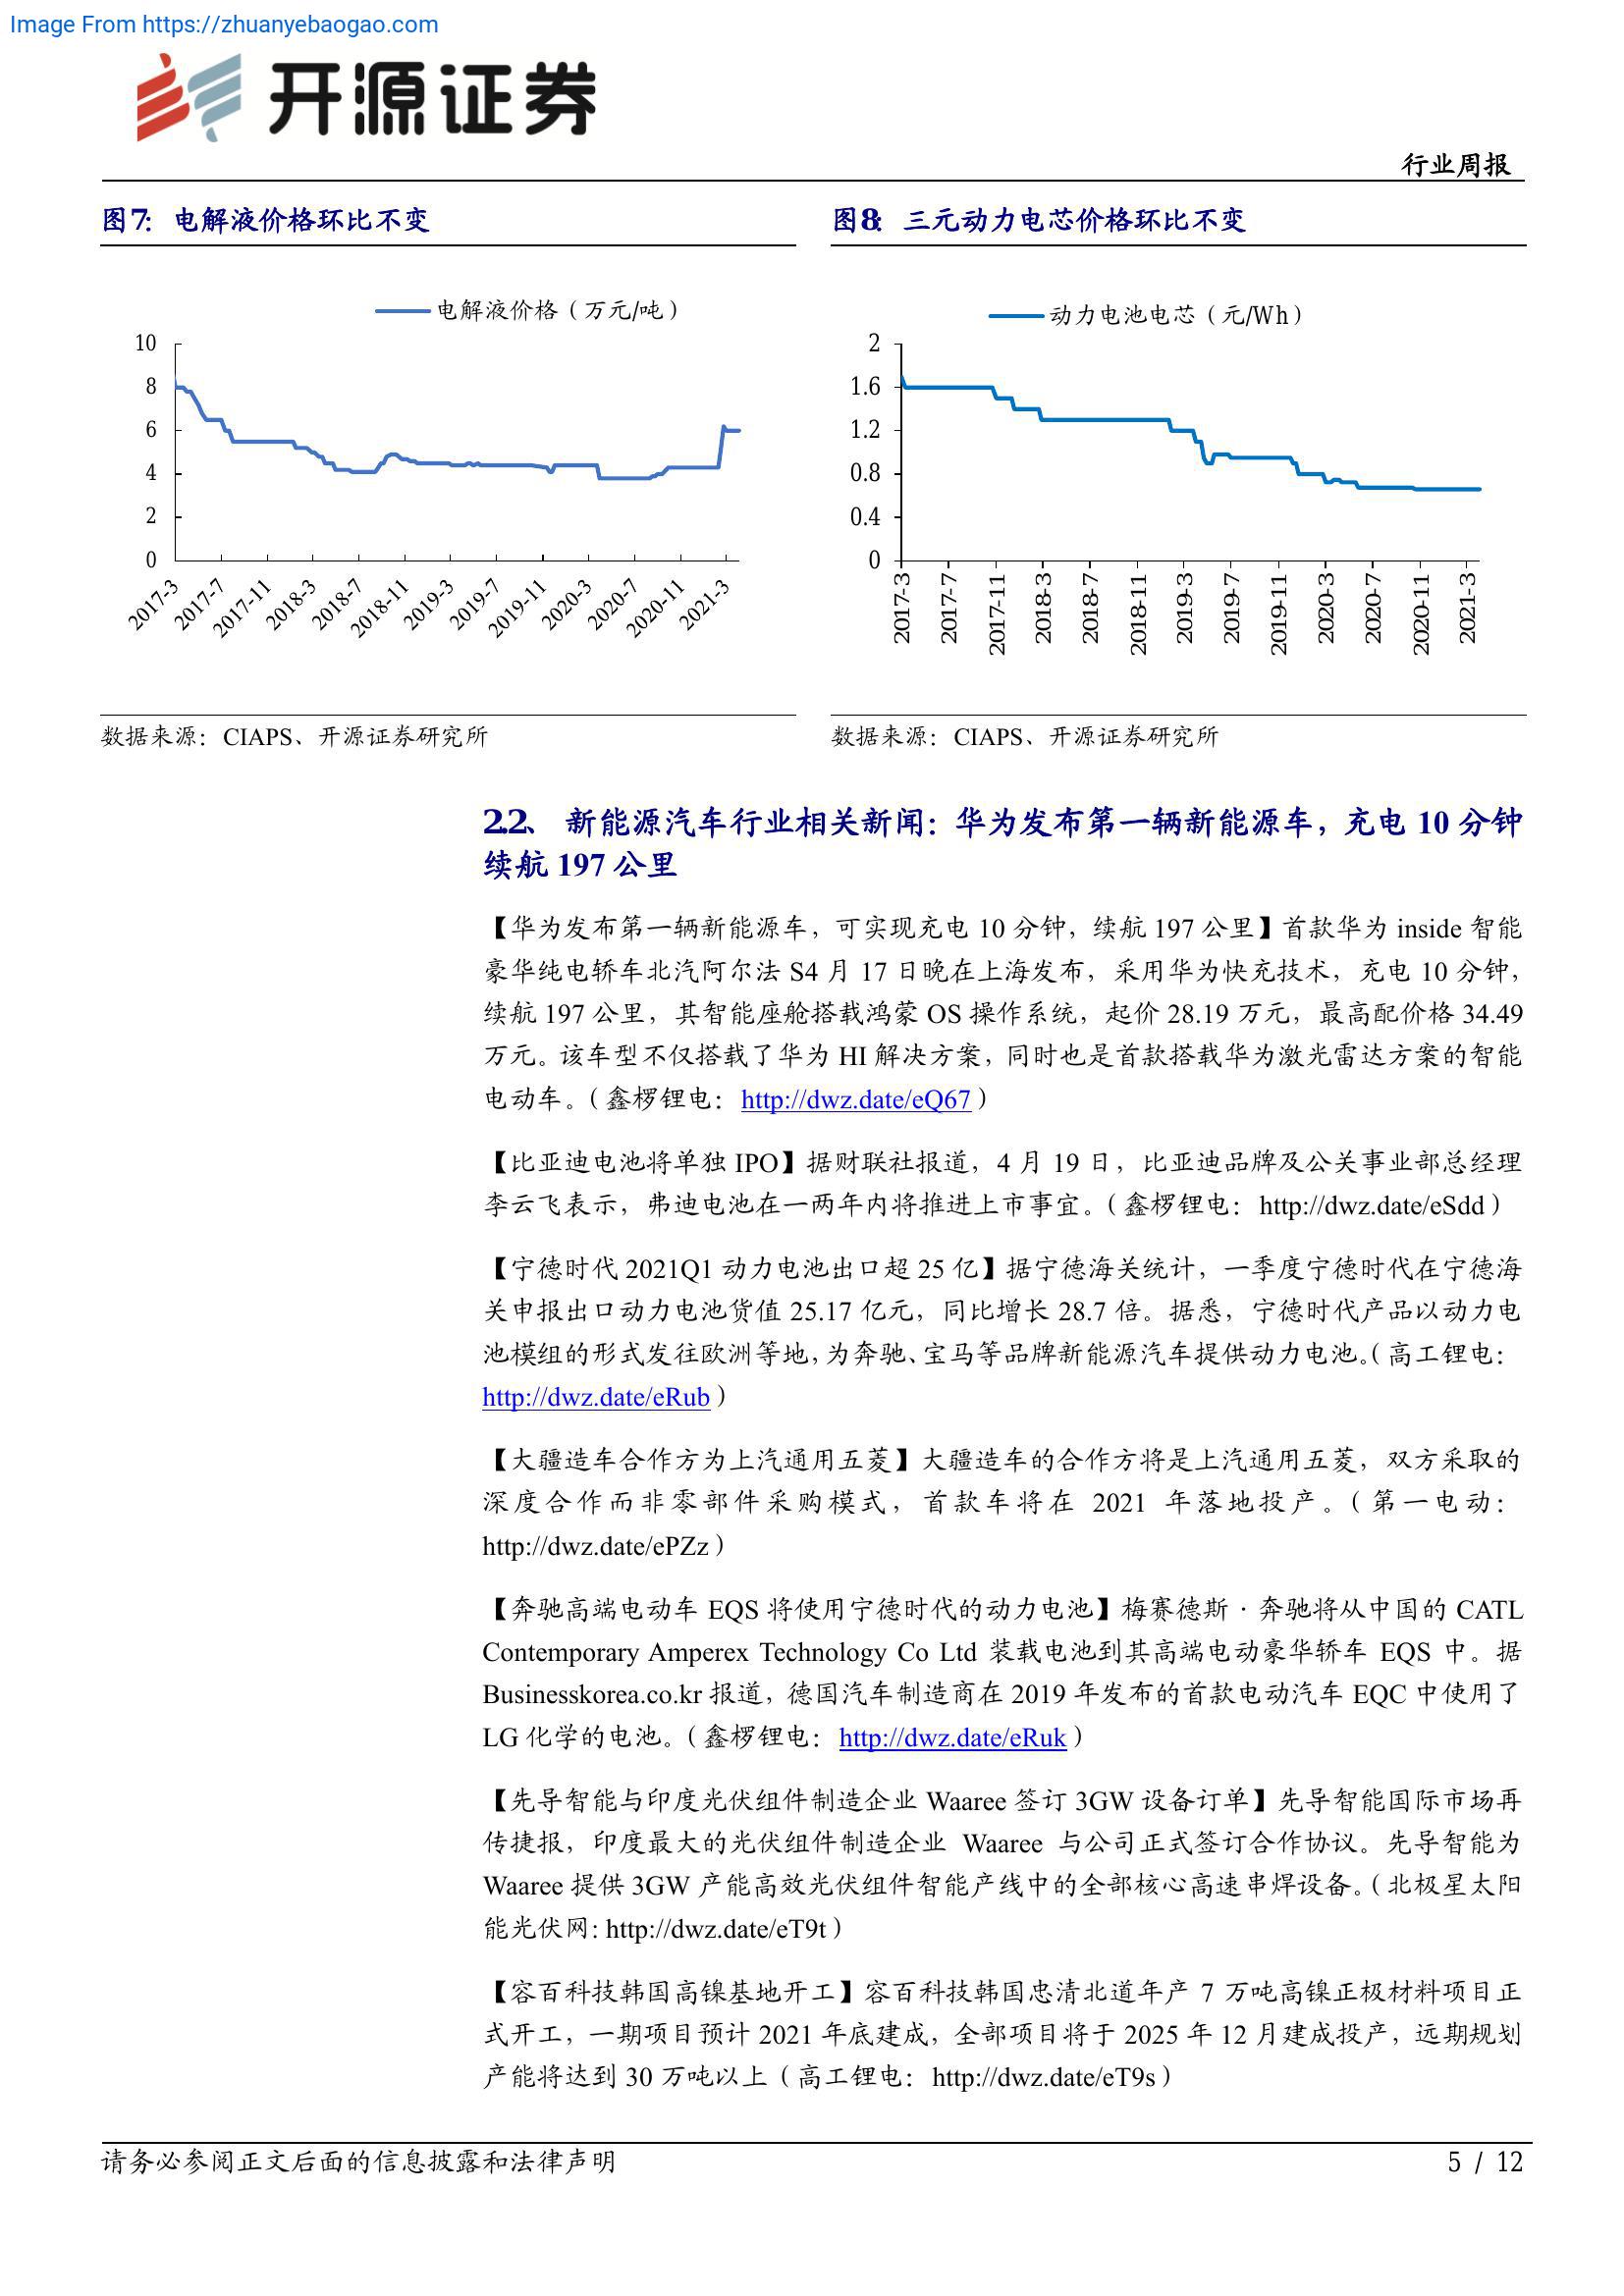 Image From https://zhuanyebaogao.com
开源证券
行业周报
图7： 电解液价格环比不变
电解液价格（万元/吨）
10
8
6
4
2
0
2017-3
2017-7
2017-11
2018-3
2018-7
2018-11
2019-3
2019-7
2019-11
2020-3
2020-7
2020-11
2021-3
数据来源：CIAPS、开源证券研究所
图8： 三元动力电芯价格环比不变
动力电池电芯（元/Wh）
2
1.6
1.2
0.8
0.4
0
2017-3
2017-7
2017-11
2018-3
2018-7
2018-11
2019-3
2019-7
2019-11
2020-3
2020-7
2020-11
2021-3
数据来源：CIAPS、开源证券研究所
2.2、 新能源汽车行业相关新闻：华为发布第一辆新能源车，充电 10 分钟
续航 197 公里
【华为发布第一辆新能源车，可实现充电 10 分钟，续航 197 公里】首款华为 inside 智能
豪华纯电轿车北汽阿尔法 S4 月 17 日晚在上海发布，采用华为快充技术，充电 10 分钟，
续航 197 公里，其智能座舱搭载鸿蒙 OS 操作系统，起价 28.19 万元，最高配价格 34.49
万元。该车型不仅搭载了华为 HI 解决方案，同时也是首款搭载华为激光雷达方案的智能
电动车。（鑫椤锂电：http://dwz.date/eQ67）
【比亚迪电池将单独 IPO】据财联社报道，4 月 19 日，比亚迪品牌及公关事业部总经理
李云飞表示，弗迪电池在一两年内将推进上市事宜。（鑫椤锂电：http://dwz.date/eSdd）
【宁德时代 2021Q1 动力电池出口超 25 亿】据宁德海关统计，一季度宁德时代在宁德海
关申报出口动力电池货值 25.17 亿元，同比增长 28.7 倍。据悉，宁德时代产品以动力电
池模组的形式发往欧洲等地，为奔驰、宝马等品牌新能源汽车提供动力电池。（高工锂电：
http://dwz.date/eRub）
【大疆造车合作方为上汽通用五菱】大疆造车的合作方将是上汽通用五菱，双方采取的
深度合作而非零部件采购模式，首款车将在 2021 年落地投产。（第一电动：
http://dwz.date/ePZz）
【奔驰高端电动车 EQS 将使用宁德时代的动力电池】梅赛德斯·奔驰将从中国的 CATL
Contemporary Amperex Technology Co Ltd 装载电池到其高端电动豪华轿车 EQS 中。据
Businesskorea.co.kr 报道，德国汽车制造商在 2019 年发布的首款电动汽车 EQC 中使用了
LG 化学的电池。（鑫椤锂电：http://dwz.date/eRuk）
【先导智能与印度光伏组件制造企业 Waaree 签订 3GW 设备订单】先导智能国际市场再
传捷报，印度最大的光伏组件制造企业 Waaree 与公司正式签订合作协议。先导智能为
Waaree 提供 3GW 产能高效光伏组件智能产线中的全部核心高速串焊设备。（北极星太阳
能光伏网: http://dwz.date/eT9t）
【容百科技韩国高镍基地开工】容百科技韩国忠清北道年产 7 万吨高镍正极材料项目正
式开工，一期项目预计 2021 年底建成，全部项目将于 2025 年 12 月建成投产，远期规划
产能将达到 30 万吨以上（高工锂电：http://dwz.date/eT9s）
请务必参阅正文后面的信息披露和法律声明
5 / 12